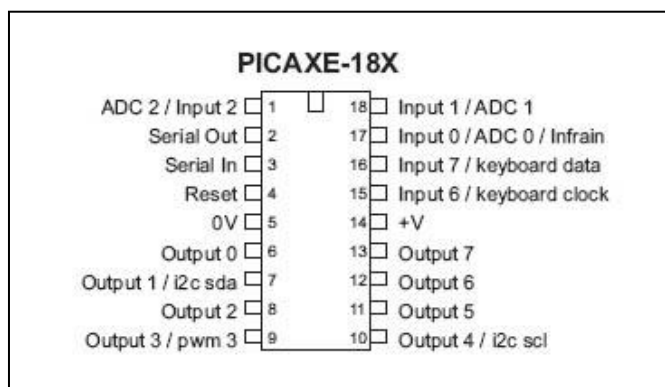 PICAXE-18X
ADC 2 / Input 2 1 18 Input 1 / ADC 1
Serial Out 2 17 Input 0 / ADC 0 / Infrain
Serial In 3 16 Input 7 / keyboard data
Reset 4 15 Input 6 / keyboard clock
0V 5 14 +V
Output 0 6 13 Output 7
Output 1 / i2c sda 7 12 Output 6
Output 2 8 11 Output 5
Output 3 / pwm 3 9 10 Output 4 / i2c scl